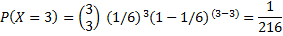 P(X = 3) = (3 3) (1/6) ³(1 − 1/6) ⁽³⁻³⁾ = 1/216